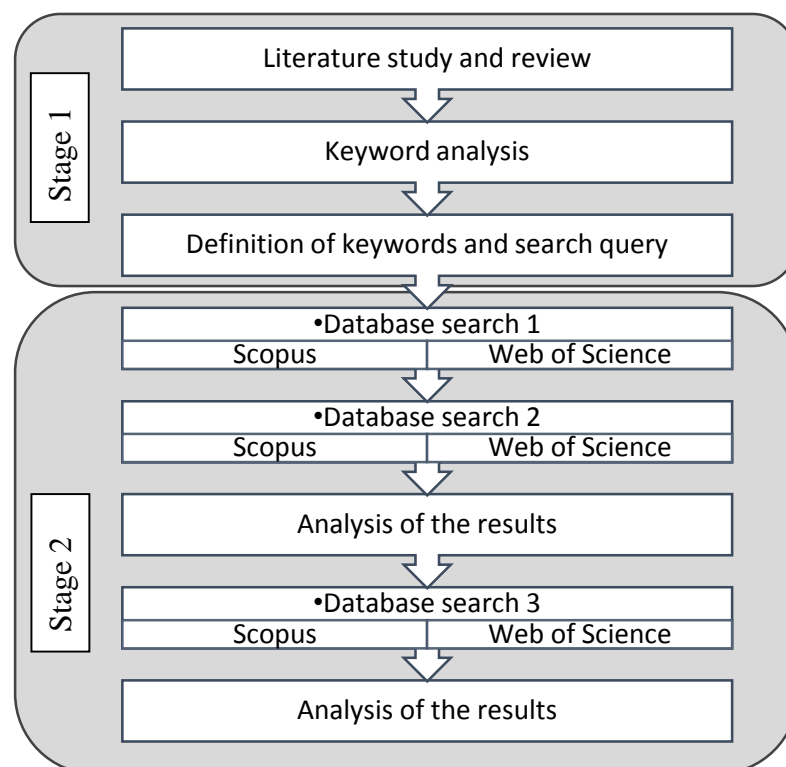 Stage 1
Literature study and review
Keyword analysis
Definition of keywords and search query
Stage 2
•Database search 1
Scopus Web of Science
•Database search 2
Scopus Web of Science
Analysis of the results
•Database search 3
Scopus Web of Science
Analysis of the results